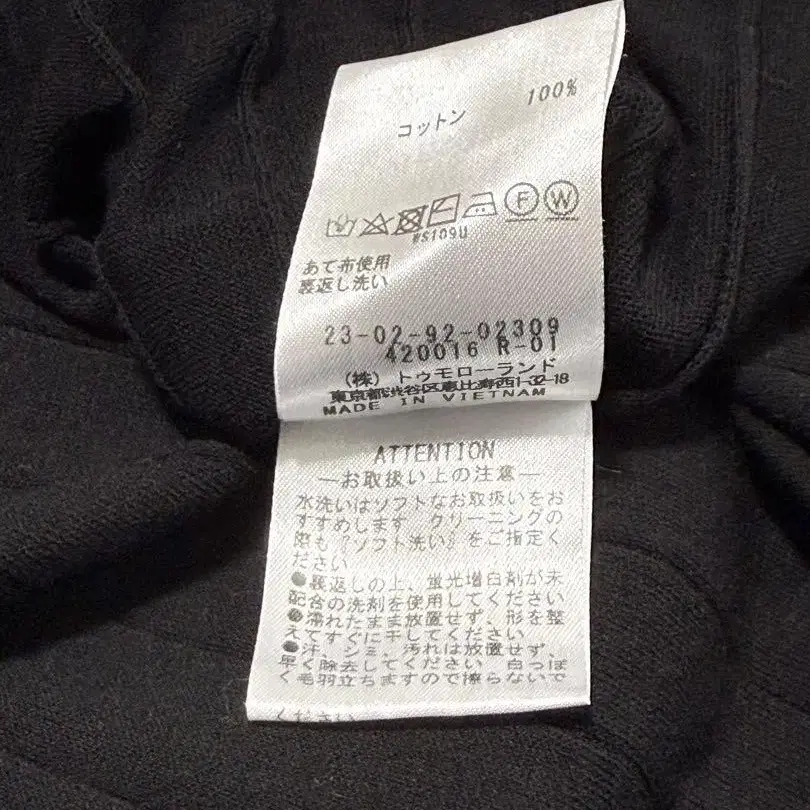 コットン 100%
WS109U
あて布使用
裏返し洗い
23-02-92-02309
420016 R-01
(株) トゥモローランド
東京都渋谷区恵比寿西1-32-18
MADE IN VIETNAM
ATTENTION
―お取扱い上の注意―
水洗いはソフトなお取扱いをお
すすめします クリーニングの
際も『ソフト洗い』をご指定く
ださい
●裏返しの上、蛍光増白剤が未
配合の洗剤を使用してください
●濡れたまま放置せず、形を整
えてすぐに干してください
●汗、シミ、汚れは放置せず、
早く除去してください 白っぽ
く毛羽立ちますので擦らないで
ください